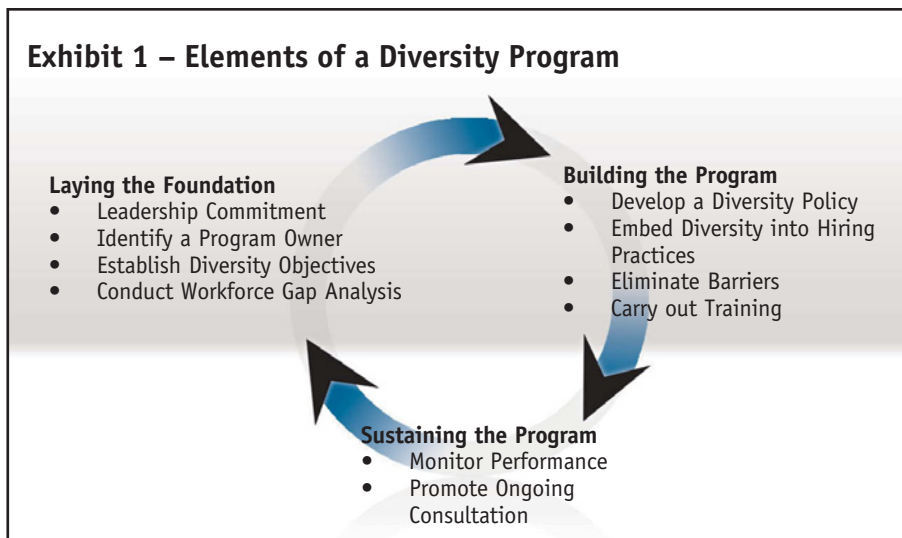 Exhibit 1 – Elements of a Diversity Program
Laying the Foundation
• Leadership Commitment
• Identify a Program Owner
• Establish Diversity Objectives
• Conduct Workforce Gap Analysis
Building the Program
• Develop a Diversity Policy
• Embed Diversity into Hiring
Practices
• Eliminate Barriers
• Carry out Training
Sustaining the Program
• Monitor Performance
• Promote Ongoing
Consultation